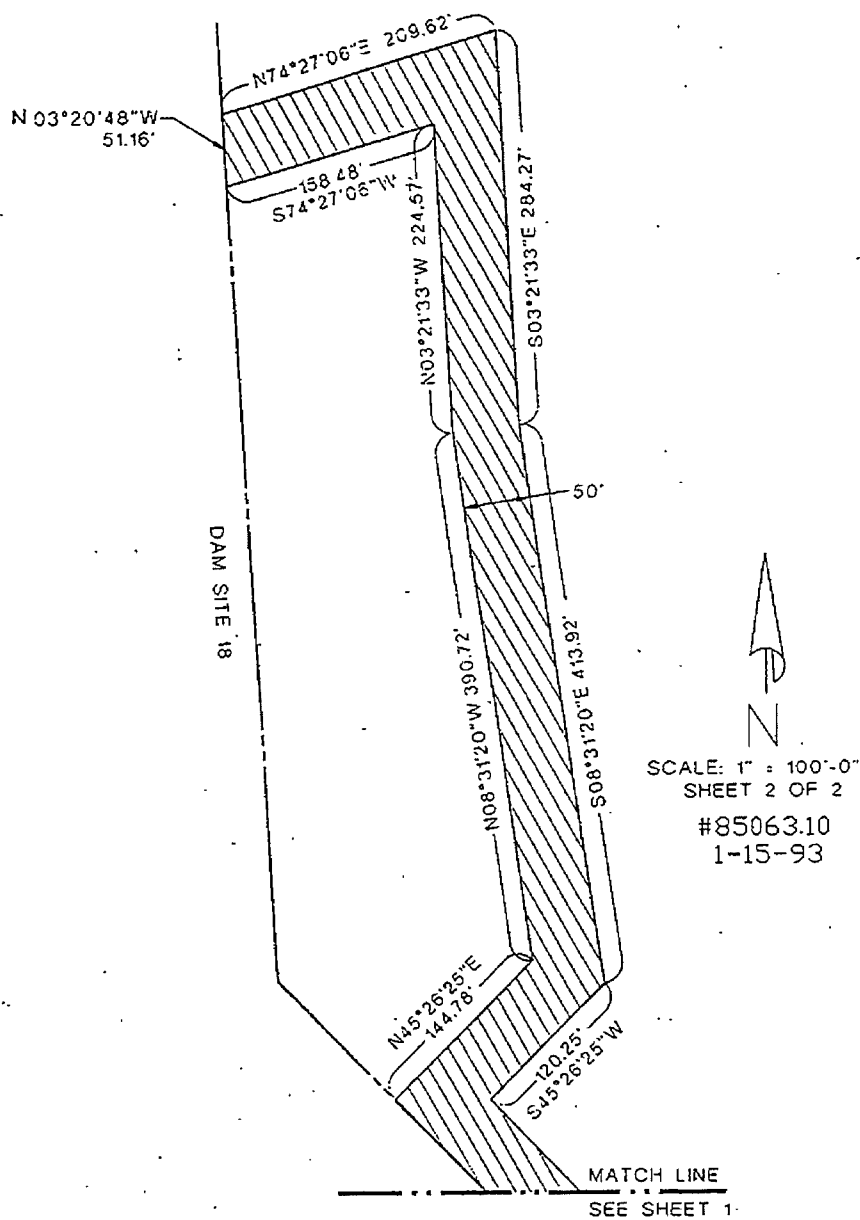 N74°27'06"E 209.62'
N 03°20'48"W
51.16'
158.48'
S74°27'06"W
N03°21'33"W 224.57'
S03°21'33"E 284.27'
50'
DAM SITE 18
N08°31'20"W 390.72'
S08°31'20"E 413.92'
N
SCALE: 1" = 100'-0"
SHEET 2 OF 2
#85063.10
1-15-93
N45°26'25"E
144.78'
120.25'
S45°26'25"W
MATCH LINE
SEE SHEET 1